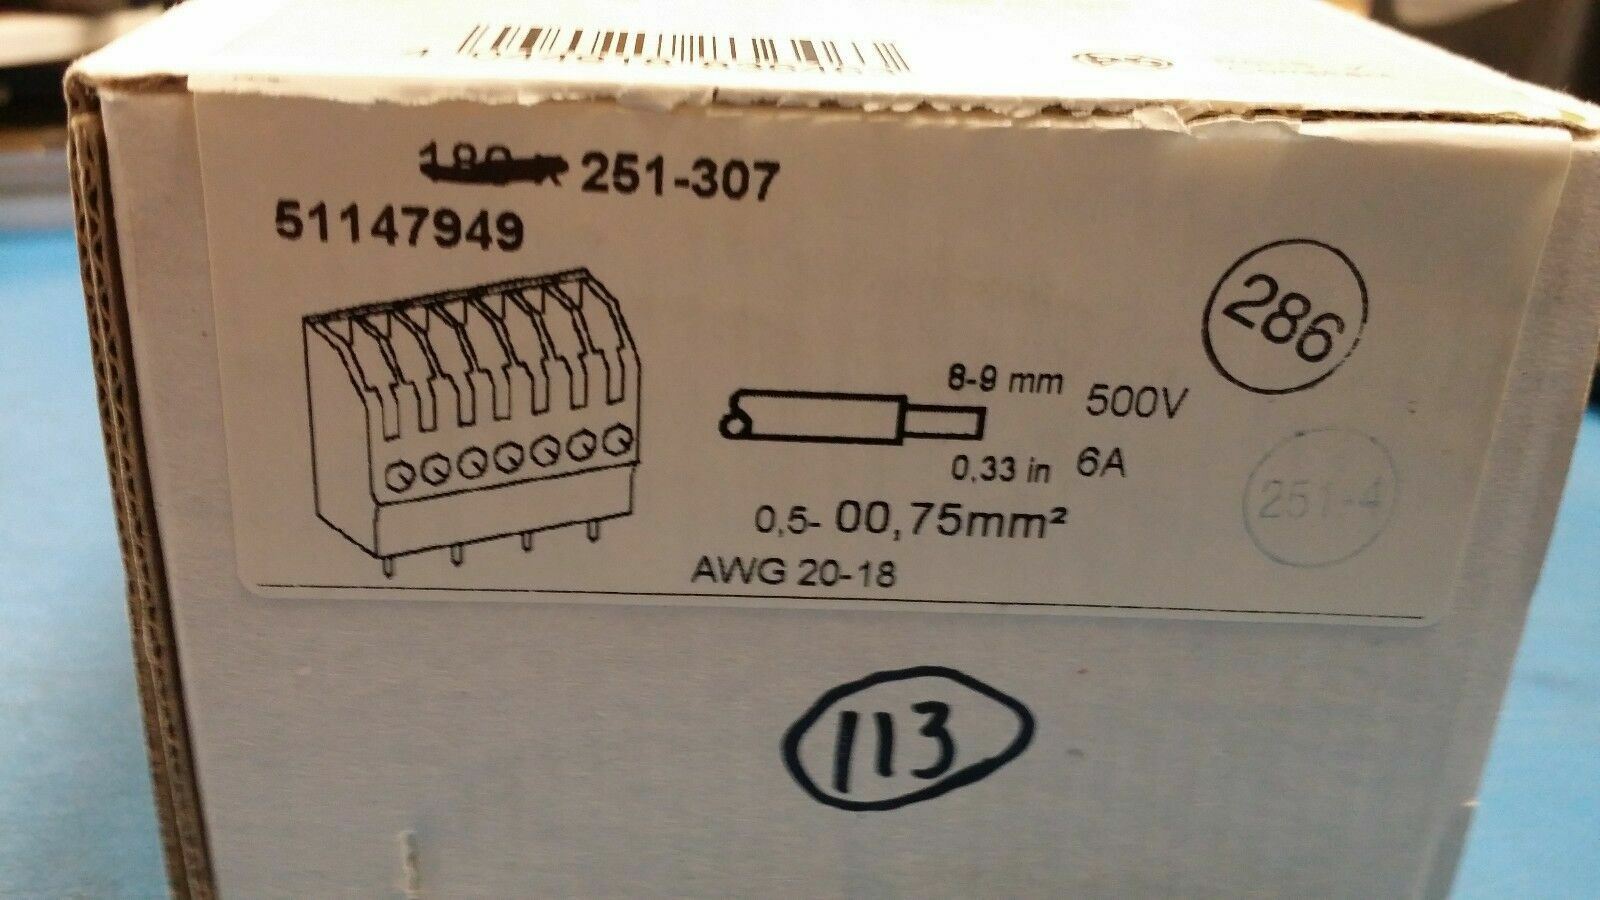 251-307
51147949
286
8-9 mm
500V
0,33 in
6A
251-4
0,5- 00,75mm²
AWG 20-18
113